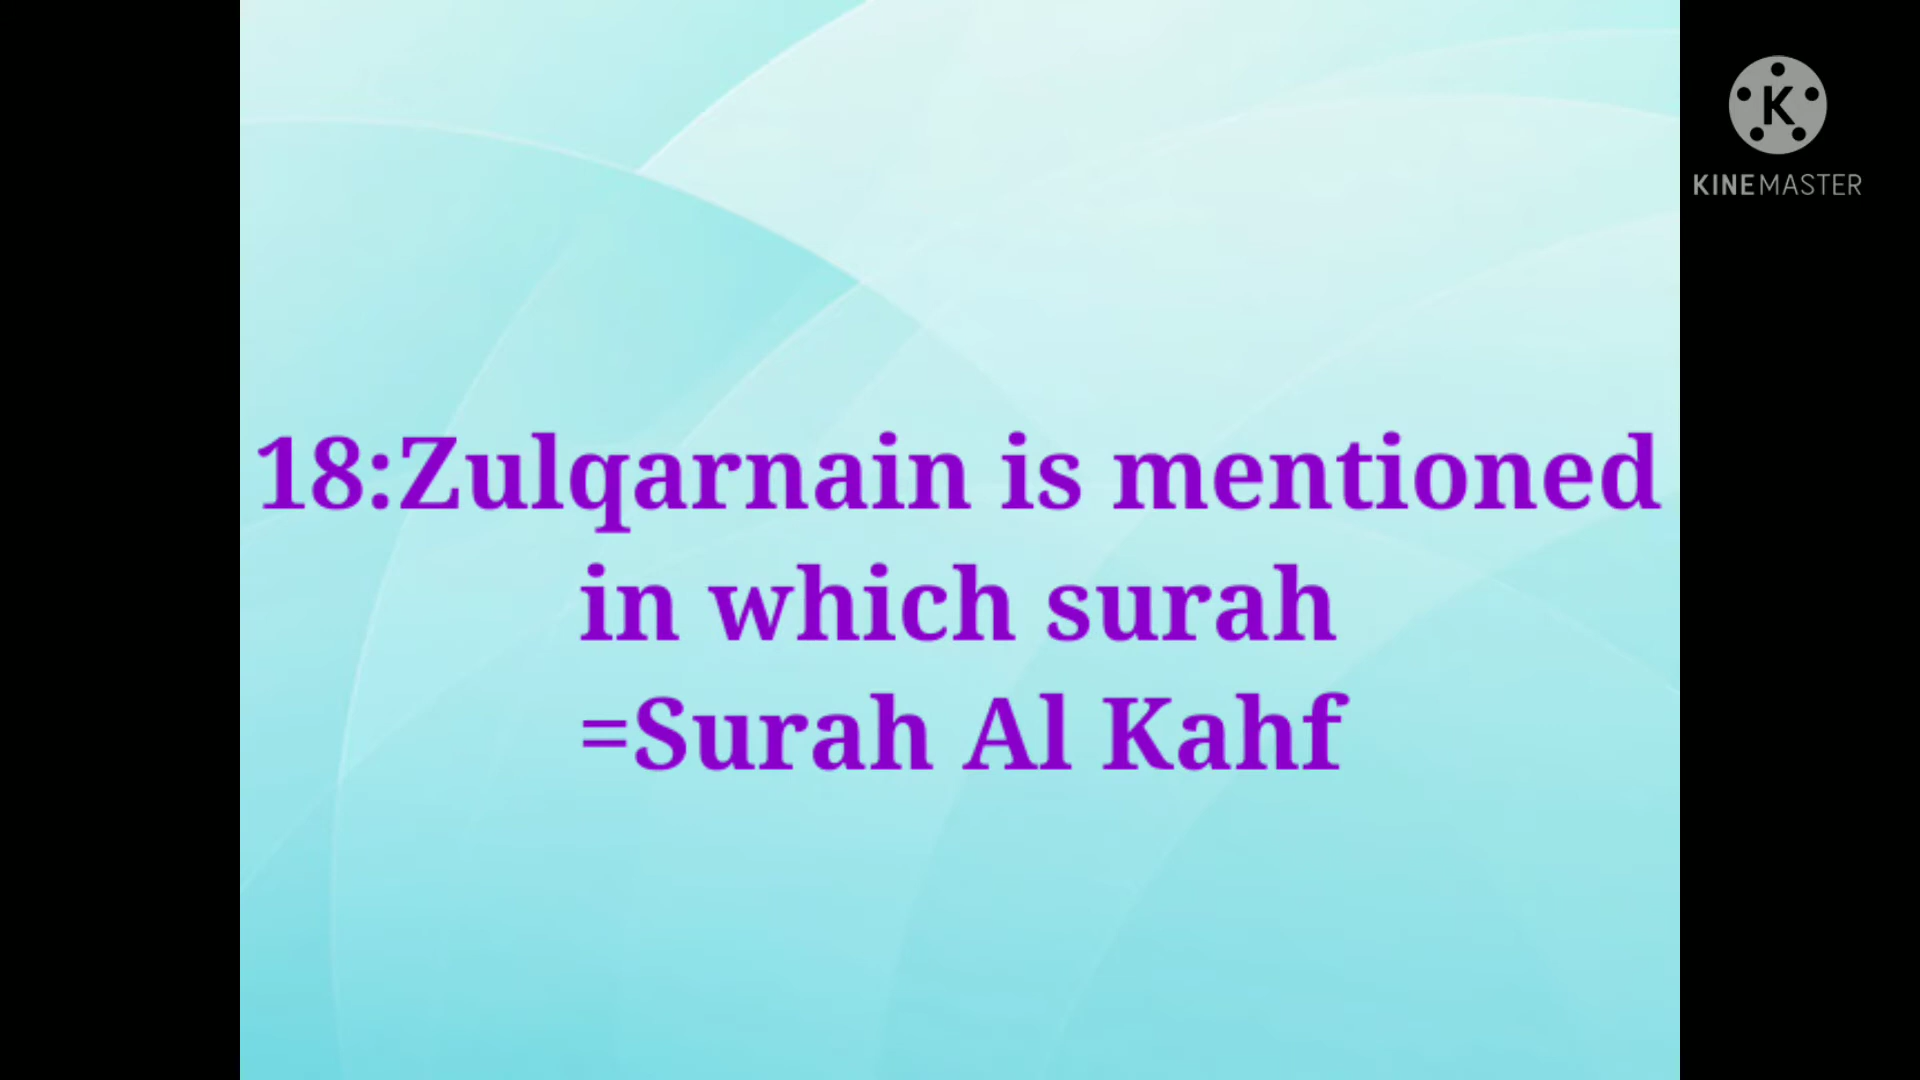 18:Zulqarnain is mentioned
in which surah
=Surah Al Kahf
K
KINEMASTER